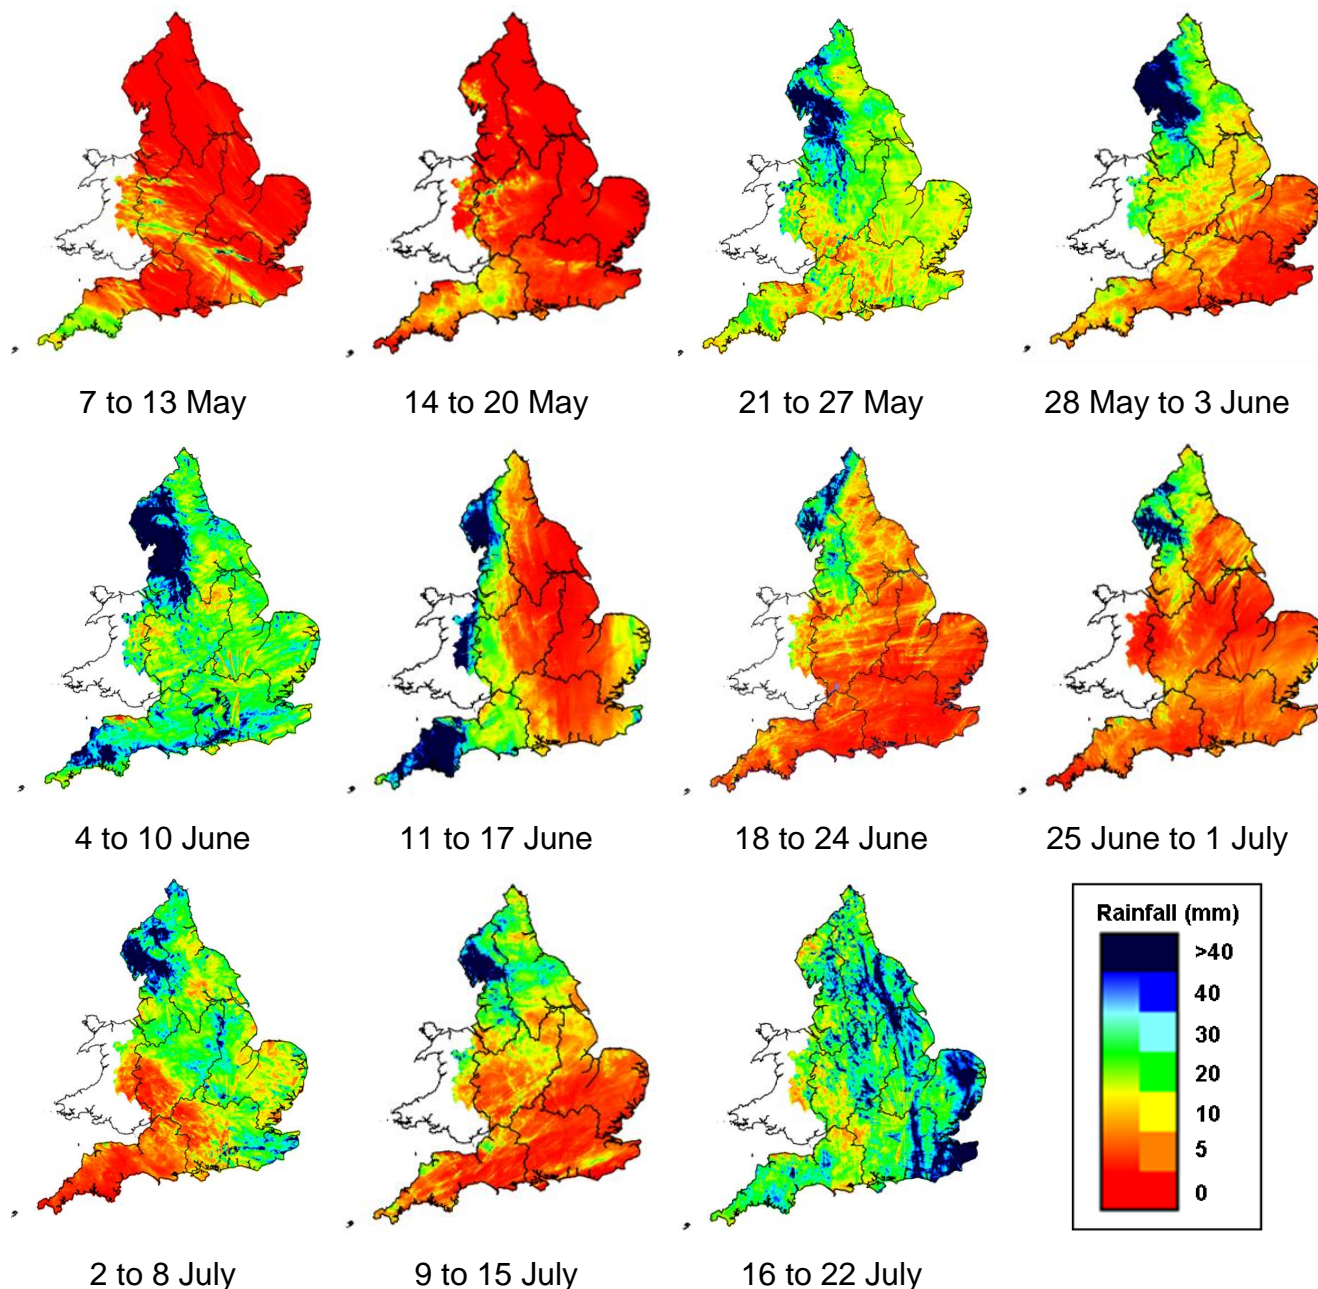 7 to 13 May
14 to 20 May
21 to 27 May
28 May to 3 June
4 to 10 June
11 to 17 June
18 to 24 June
25 June to 1 July
Rainfall (mm)
>40
40
30
20
10
5
0
2 to 8 July
9 to 15 July
16 to 22 July